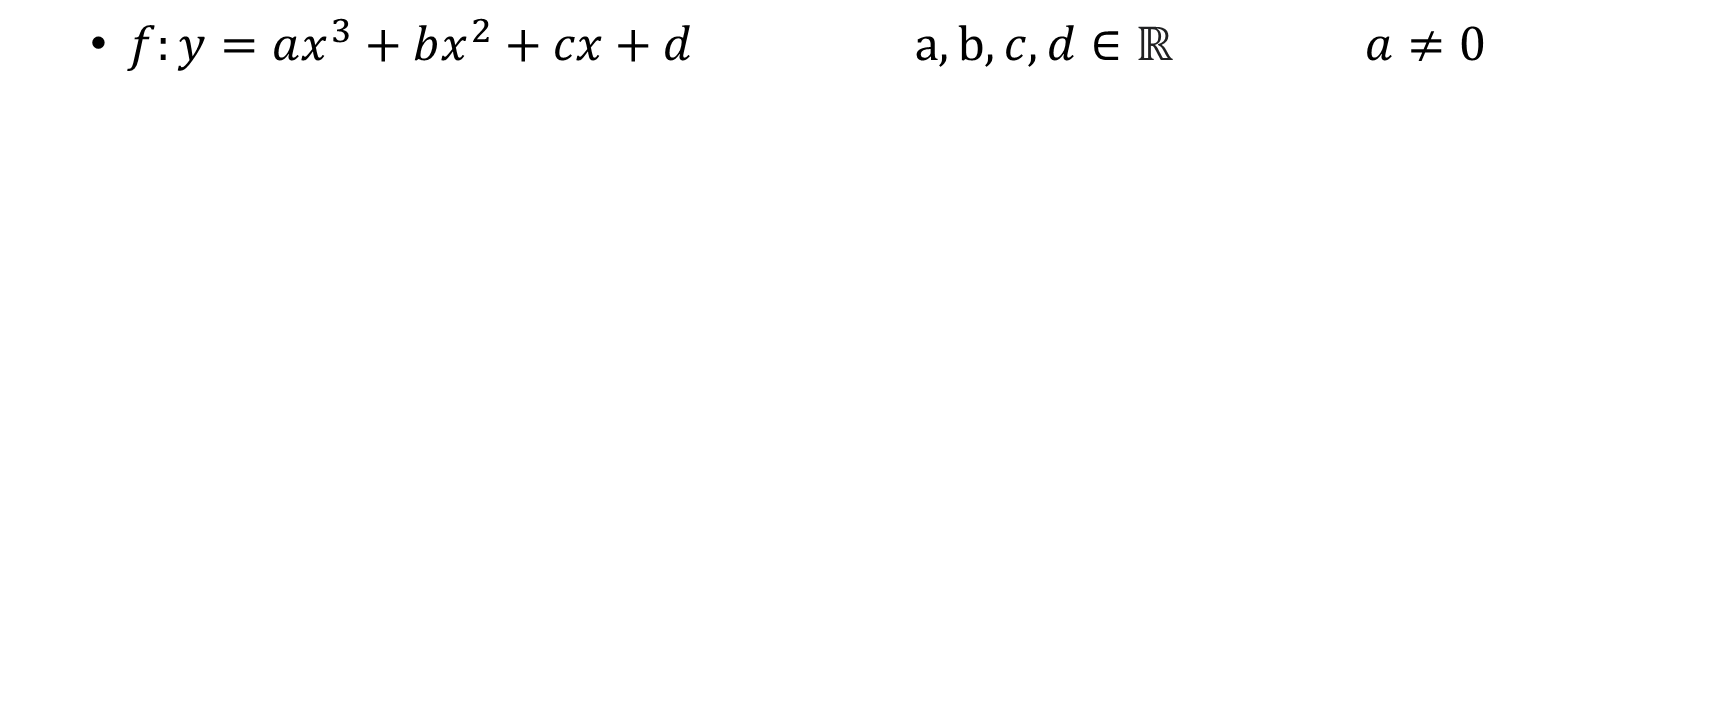 • f: y = ax³ + bx² + cx + d a, b, c, d ∈ ℝ a ≠ 0